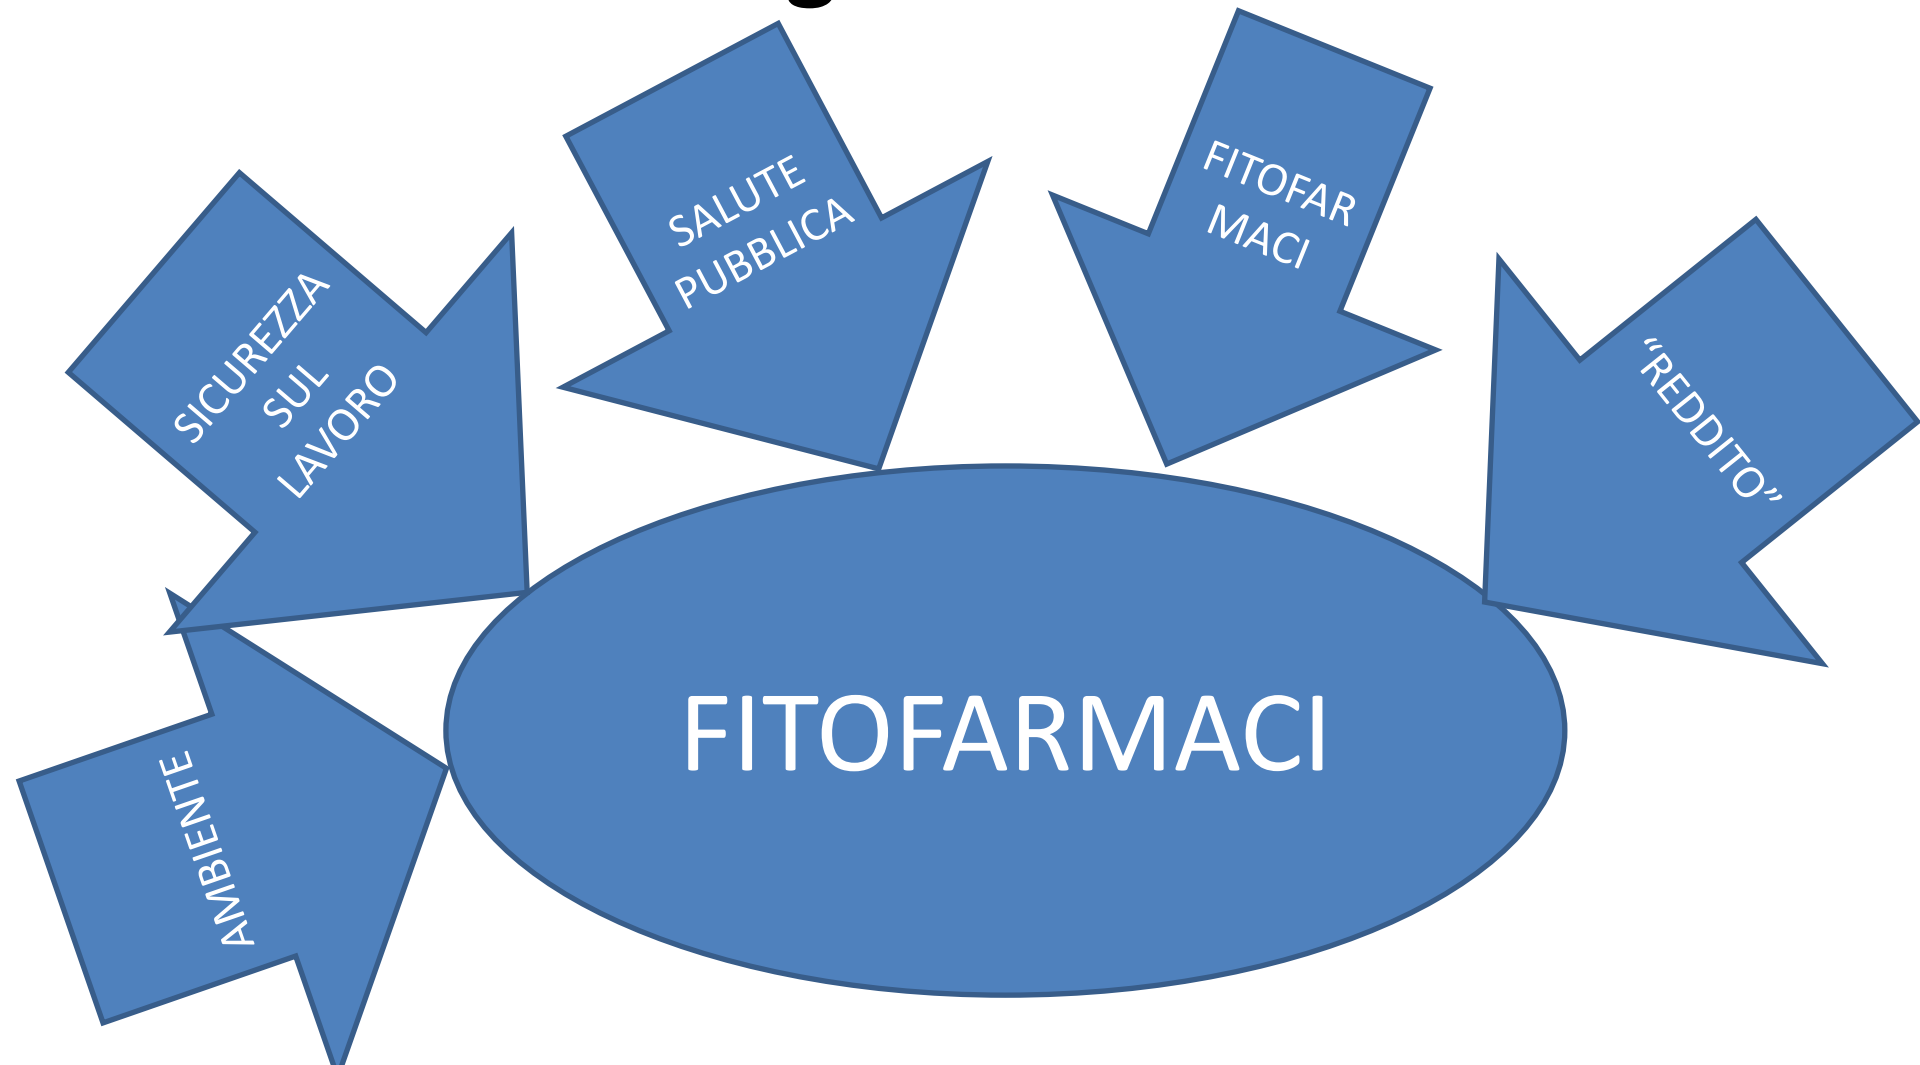 SALUTE
PUBBLICA
FITOFAR
MACI
SICUREZZA
SUL
LAVORO
“REDDITO”
AMBIENTE
FITOFARMACI